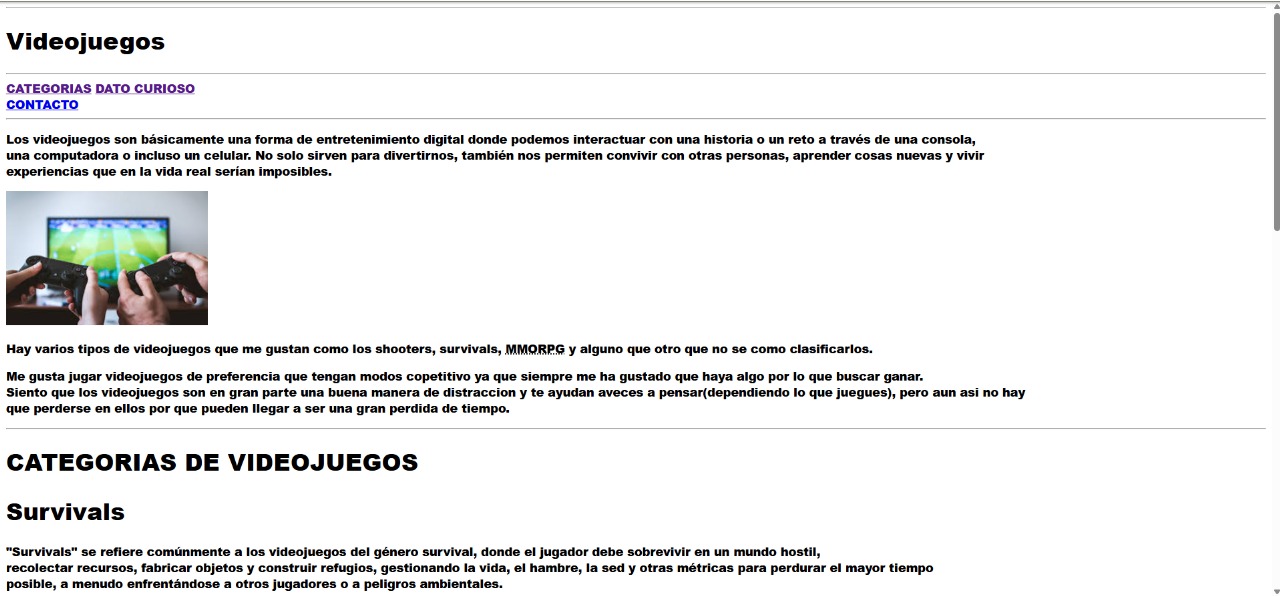 Videojuegos
CATEGORIAS DATO CURIOSO
CONTACTO
Los videojuegos son básicamente una forma de entretenimiento digital donde podemos interactuar con una historia o un reto a través de una consola,
una computadora o incluso un celular. No solo sirven para divertirnos, también nos permiten convivir con otras personas, aprender cosas nuevas y vivir
experiencias que en la vida real serían imposibles.
Hay varios tipos de videojuegos que me gustan como los shooters, survivals, MMORPG y alguno que otro que no se como clasificarlos.
Me gusta jugar videojuegos de preferencia que tengan modos copetitivo ya que siempre me ha gustado que haya algo por lo que buscar ganar.
Siento que los videojuegos son en gran parte una buena manera de distraccion y te ayudan aveces a pensar(dependiendo lo que juegues), pero aun asi no hay
que perderse en ellos por que pueden llegar a ser una gran perdida de tiempo.
CATEGORIAS DE VIDEOJUEGOS
Survivals
"Survivals" se refiere comúnmente a los videojuegos del género survival, donde el jugador debe sobrevivir en un mundo hostil,
recolectar recursos, fabricar objetos y construir refugios, gestionando la vida, el hambre, la sed y otras métricas para perdurar el mayor tiempo
posible, a menudo enfrentándose a otros jugadores o a peligros ambientales.